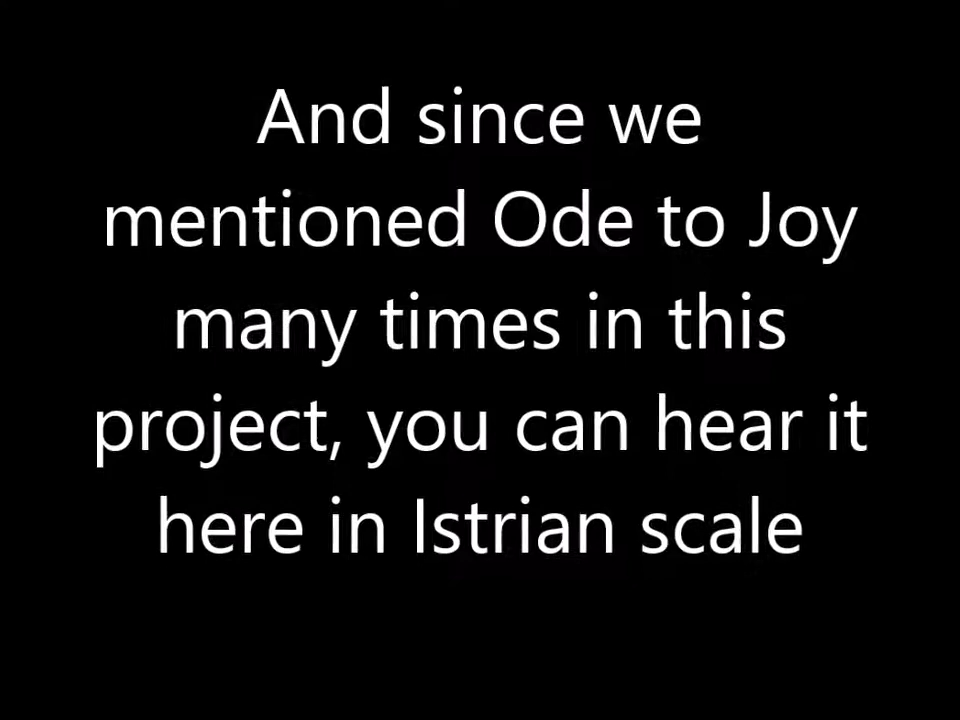 And since we
mentioned Ode to Joy
many times in this
project, you can hear it
here in Istrian scale